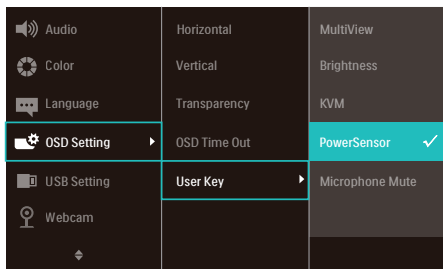 Audio
Color
Language
OSD Setting
USB Setting
Webcam
Horizontal
Vertical
Transparency
OSD Time Out
User Key
MultiView
Brightness
KVM
PowerSensor
Microphone Mute